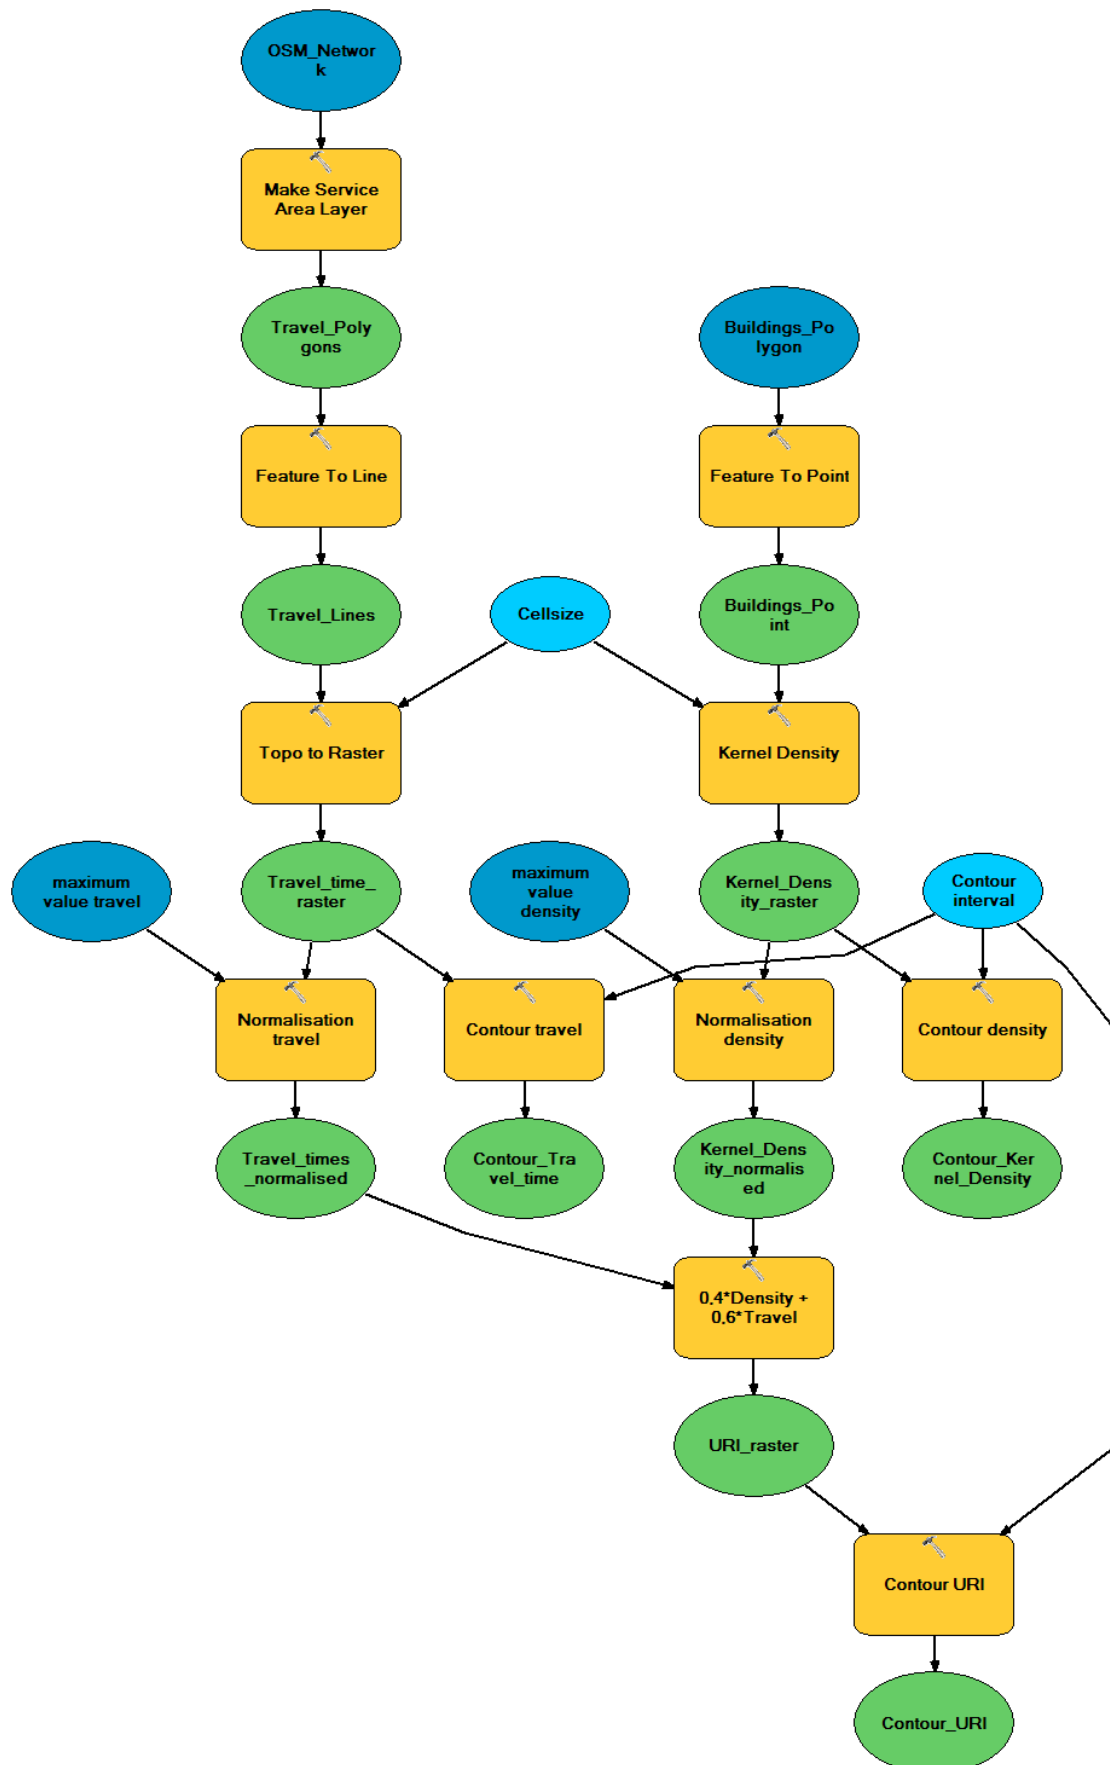 OSM_Networ
k
Make Service
Area Layer
Travel_Poly
gons
Buildings_Po
lygon
Feature To Line
Feature To Point
Travel_Lines
Cellsize
Buildings_Po
int
Topo to Raster
Kernel Density
maximum
value travel
Travel_time_
raster
maximum
value
density
Kernel_Dens
ity_raster
Contour
interval
Normalisation
travel
Contour travel
Normalisation
density
Contour density
Travel_times
_normalised
Contour_Tra
vel_time
Kernel_Dens
ity_normalis
ed
Contour_Ker
nel_Density
0.4*Density +
0.6*Travel
URI_raster
Contour URI
Contour_URI